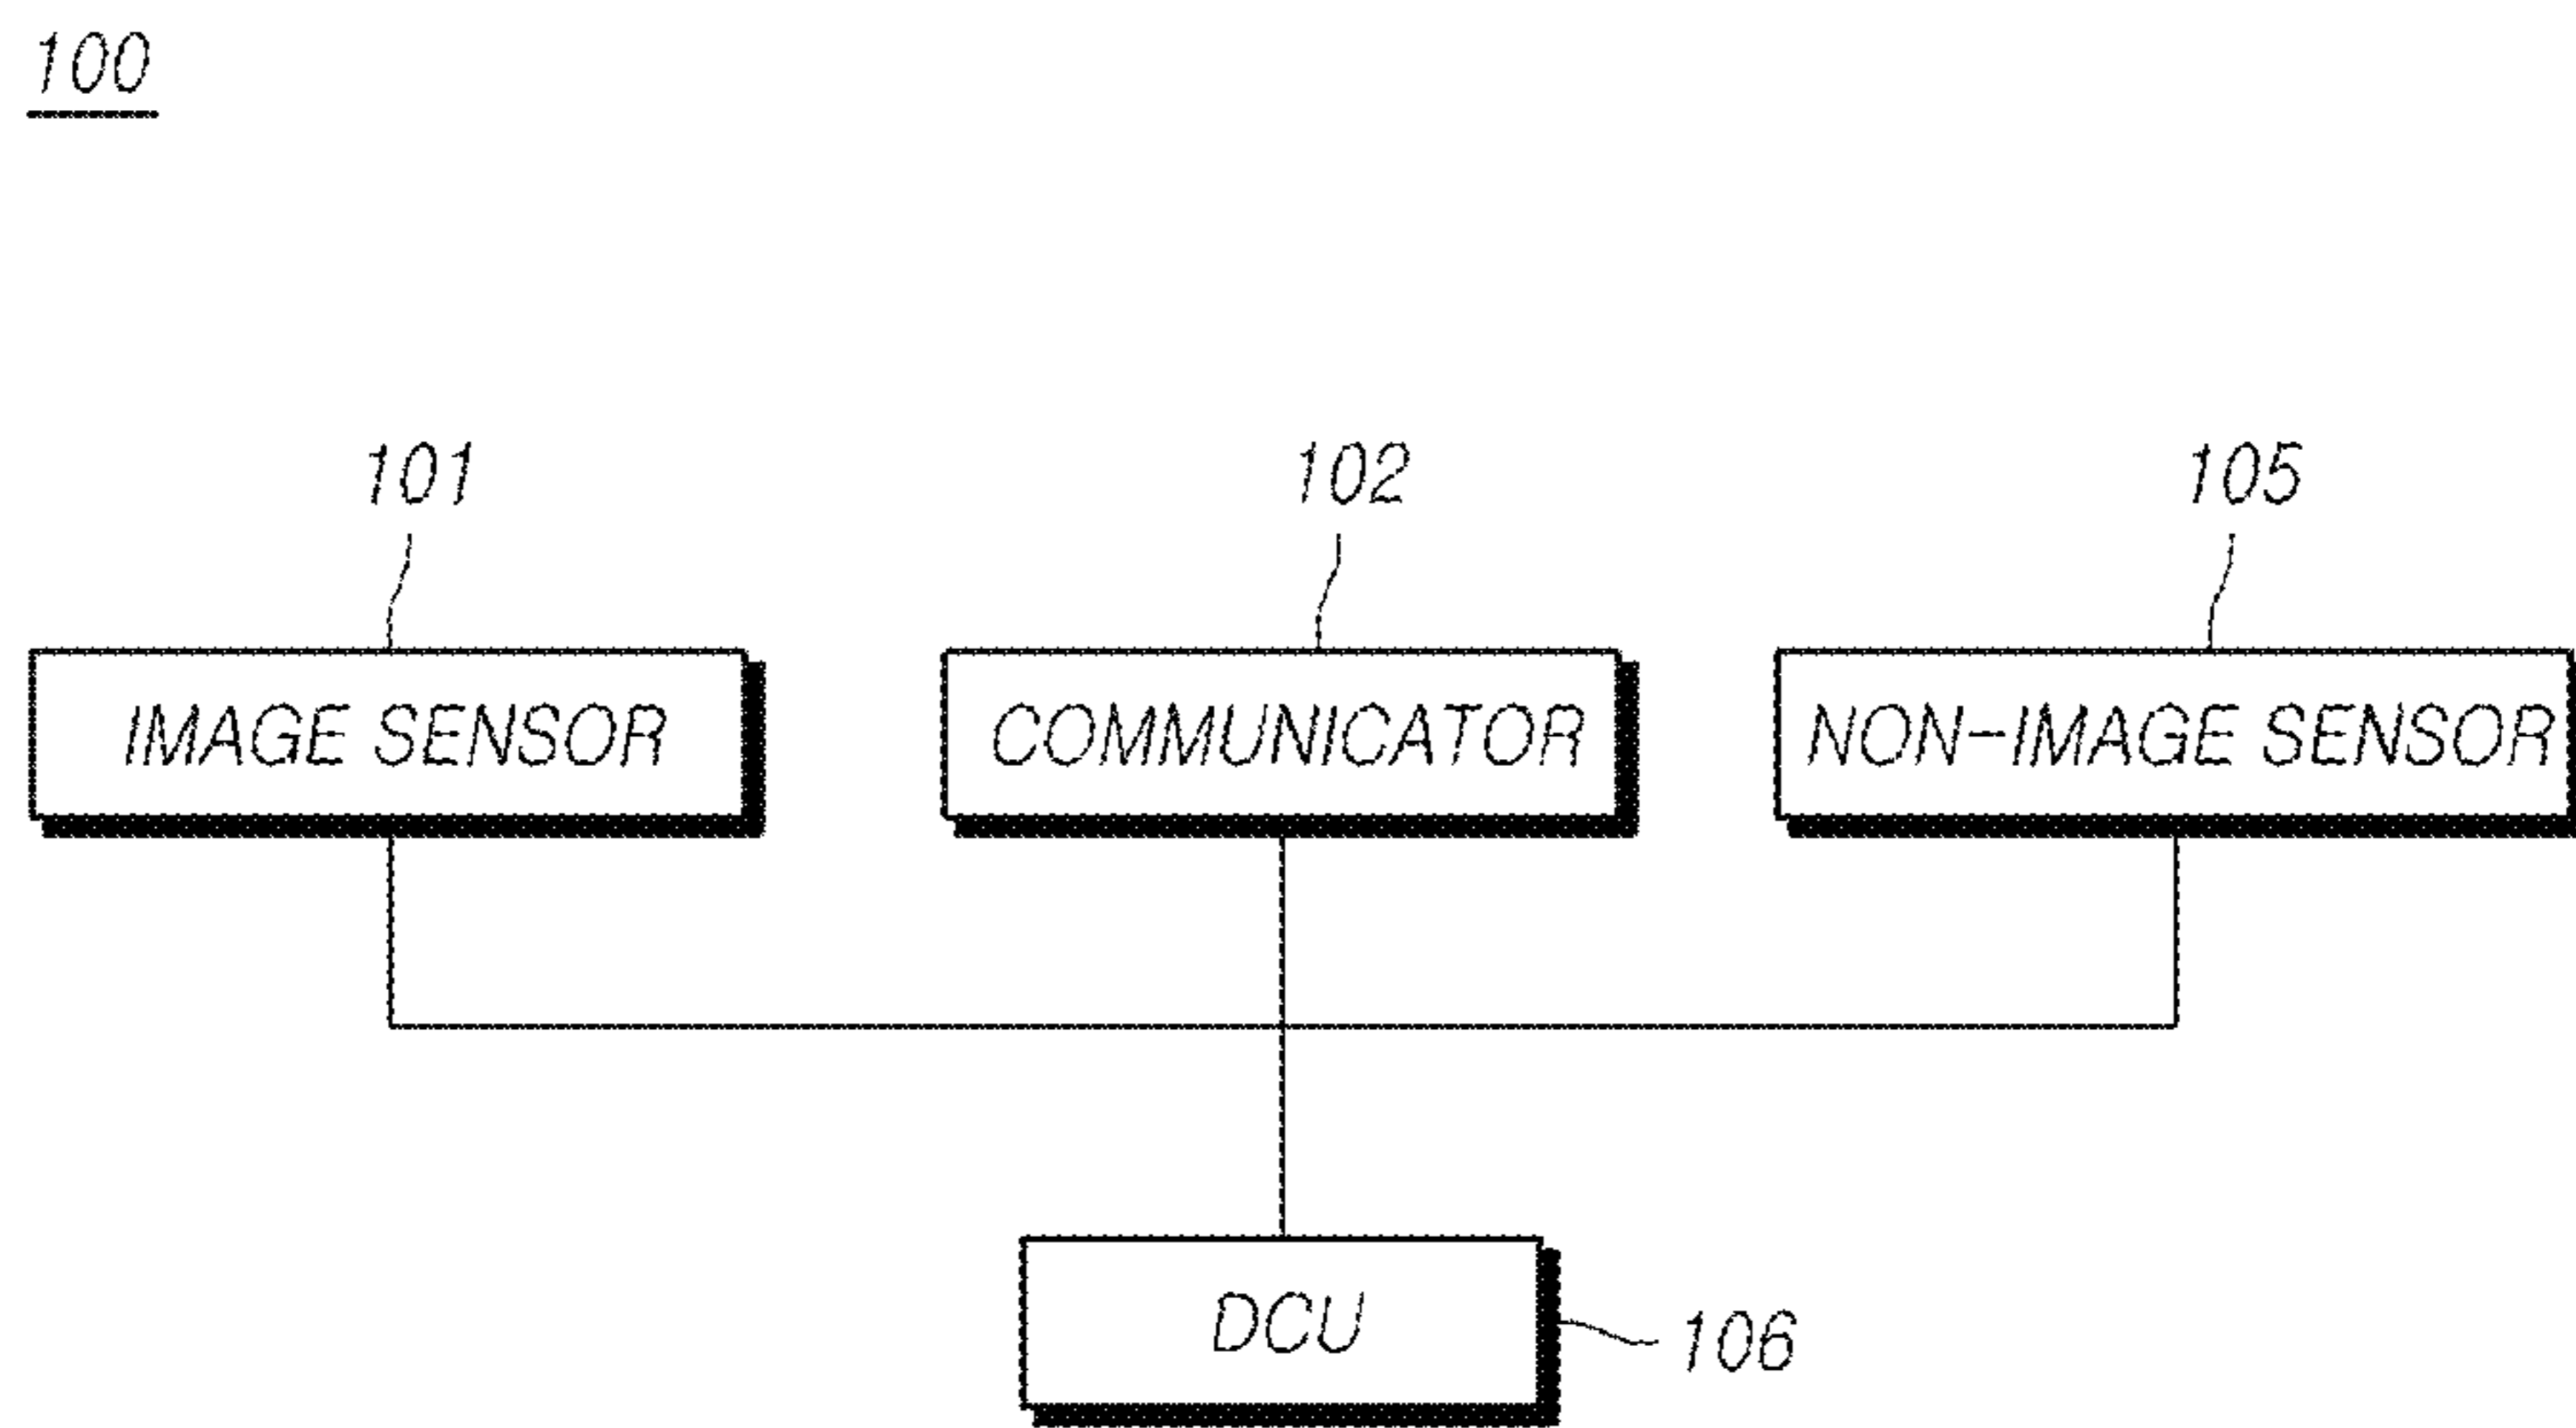 100
101 102 105
IMAGE SENSOR COMMUNICATOR NON-IMAGE SENSOR
DCU 106